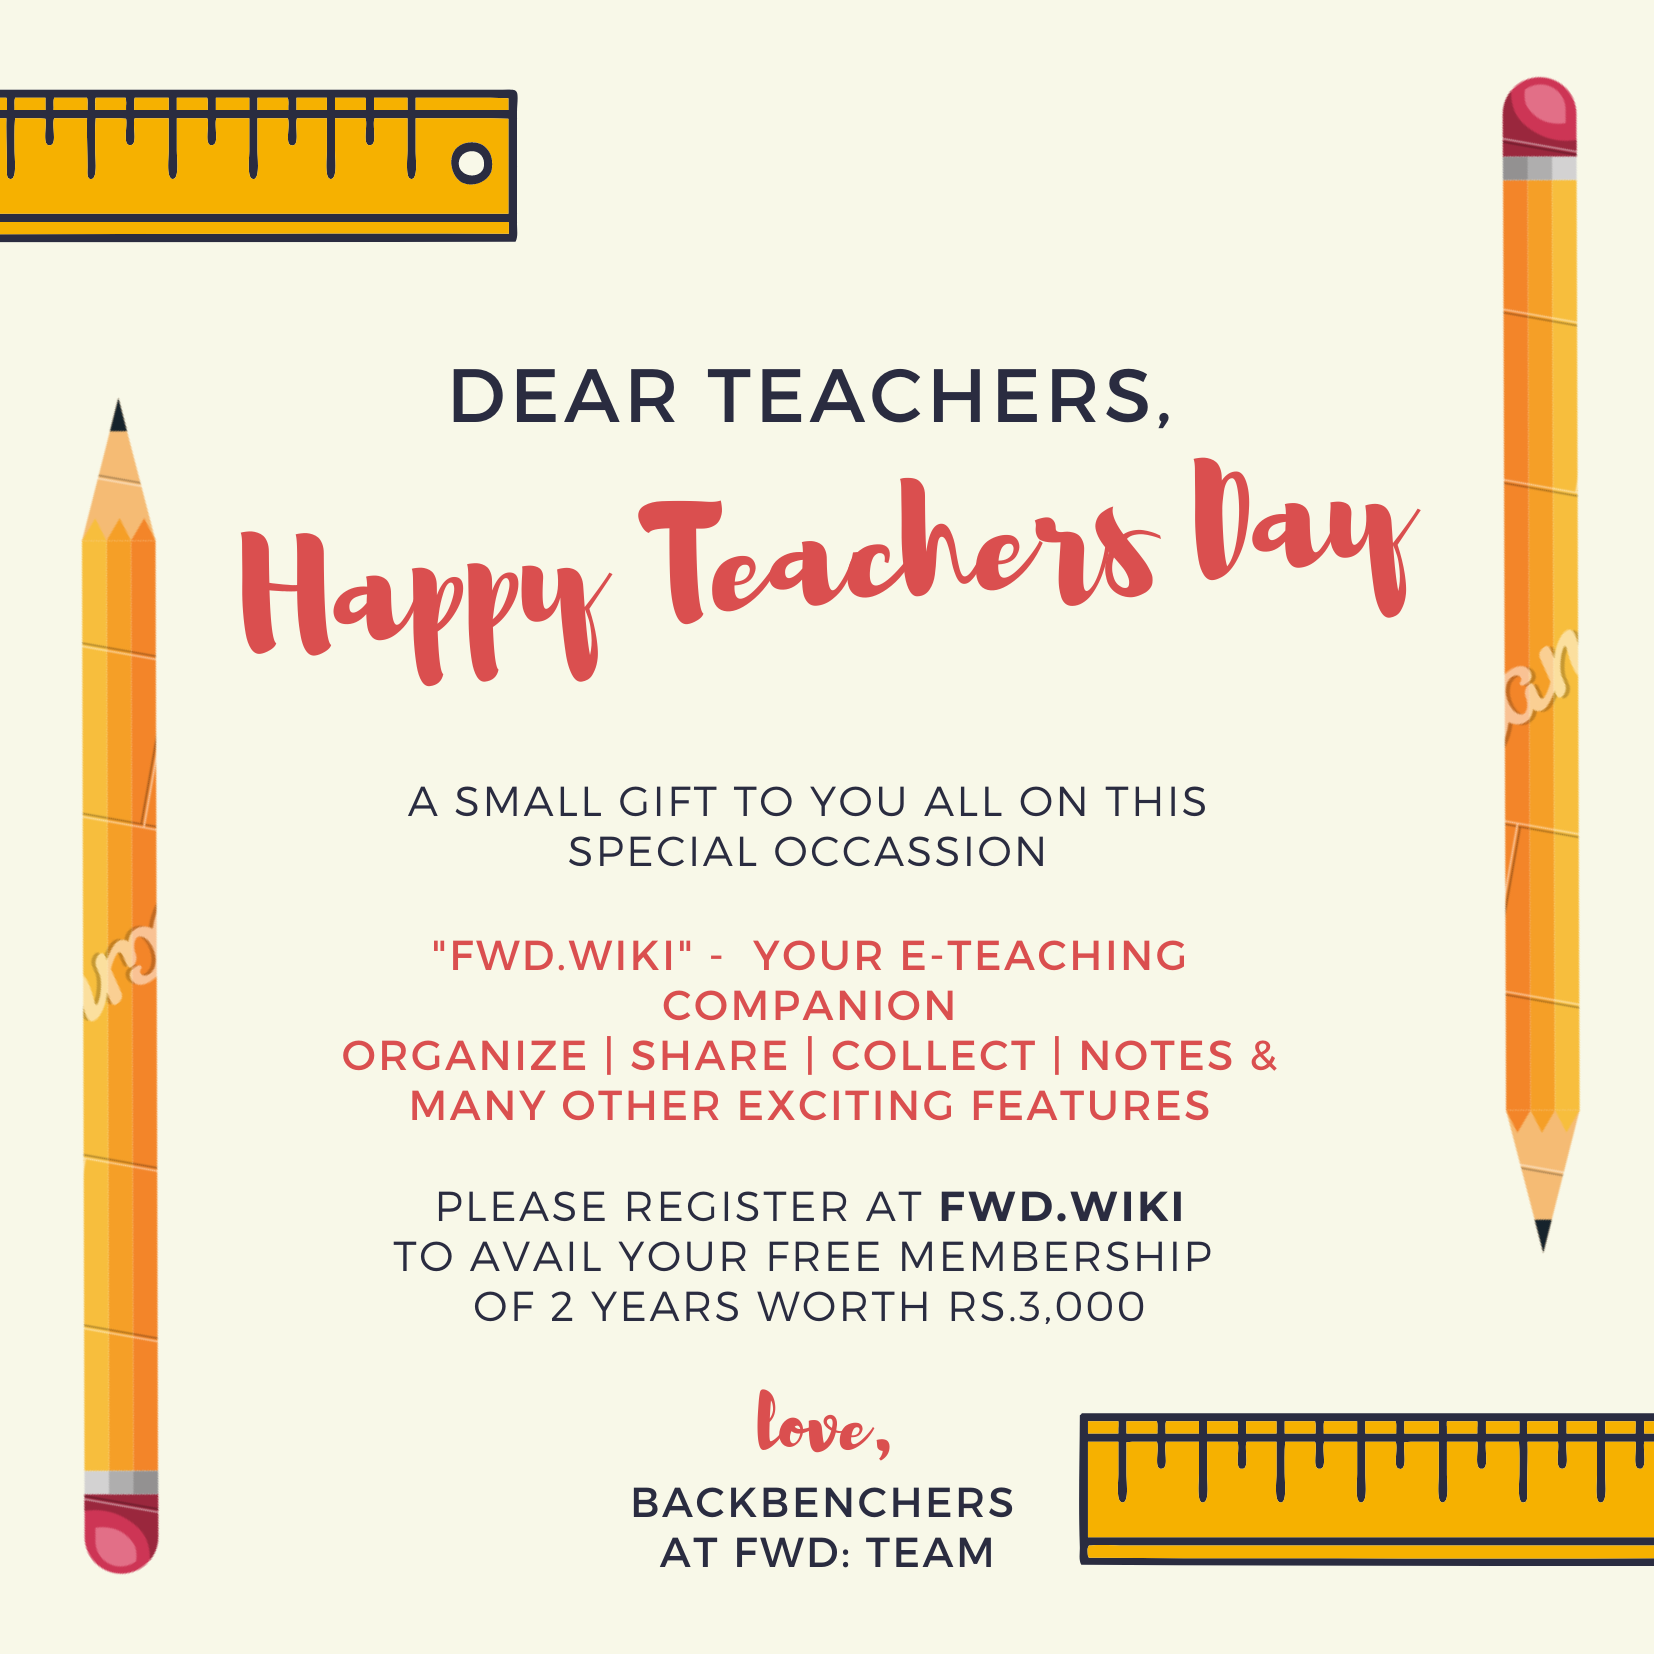 DEAR TEACHERS,
Happy Teachers Day
A SMALL GIFT TO YOU ALL ON THIS
SPECIAL OCCASSION
"FWD.WIKI" - YOUR E-TEACHING
COMPANION
ORGANIZE | SHARE | COLLECT | NOTES &
MANY OTHER EXCITING FEATURES
PLEASE REGISTER AT FWD.WIKI
TO AVAIL YOUR FREE MEMBERSHIP
OF 2 YEARS WORTH RS.3,000
love,
BACKBENCHERS
AT FWD: TEAM